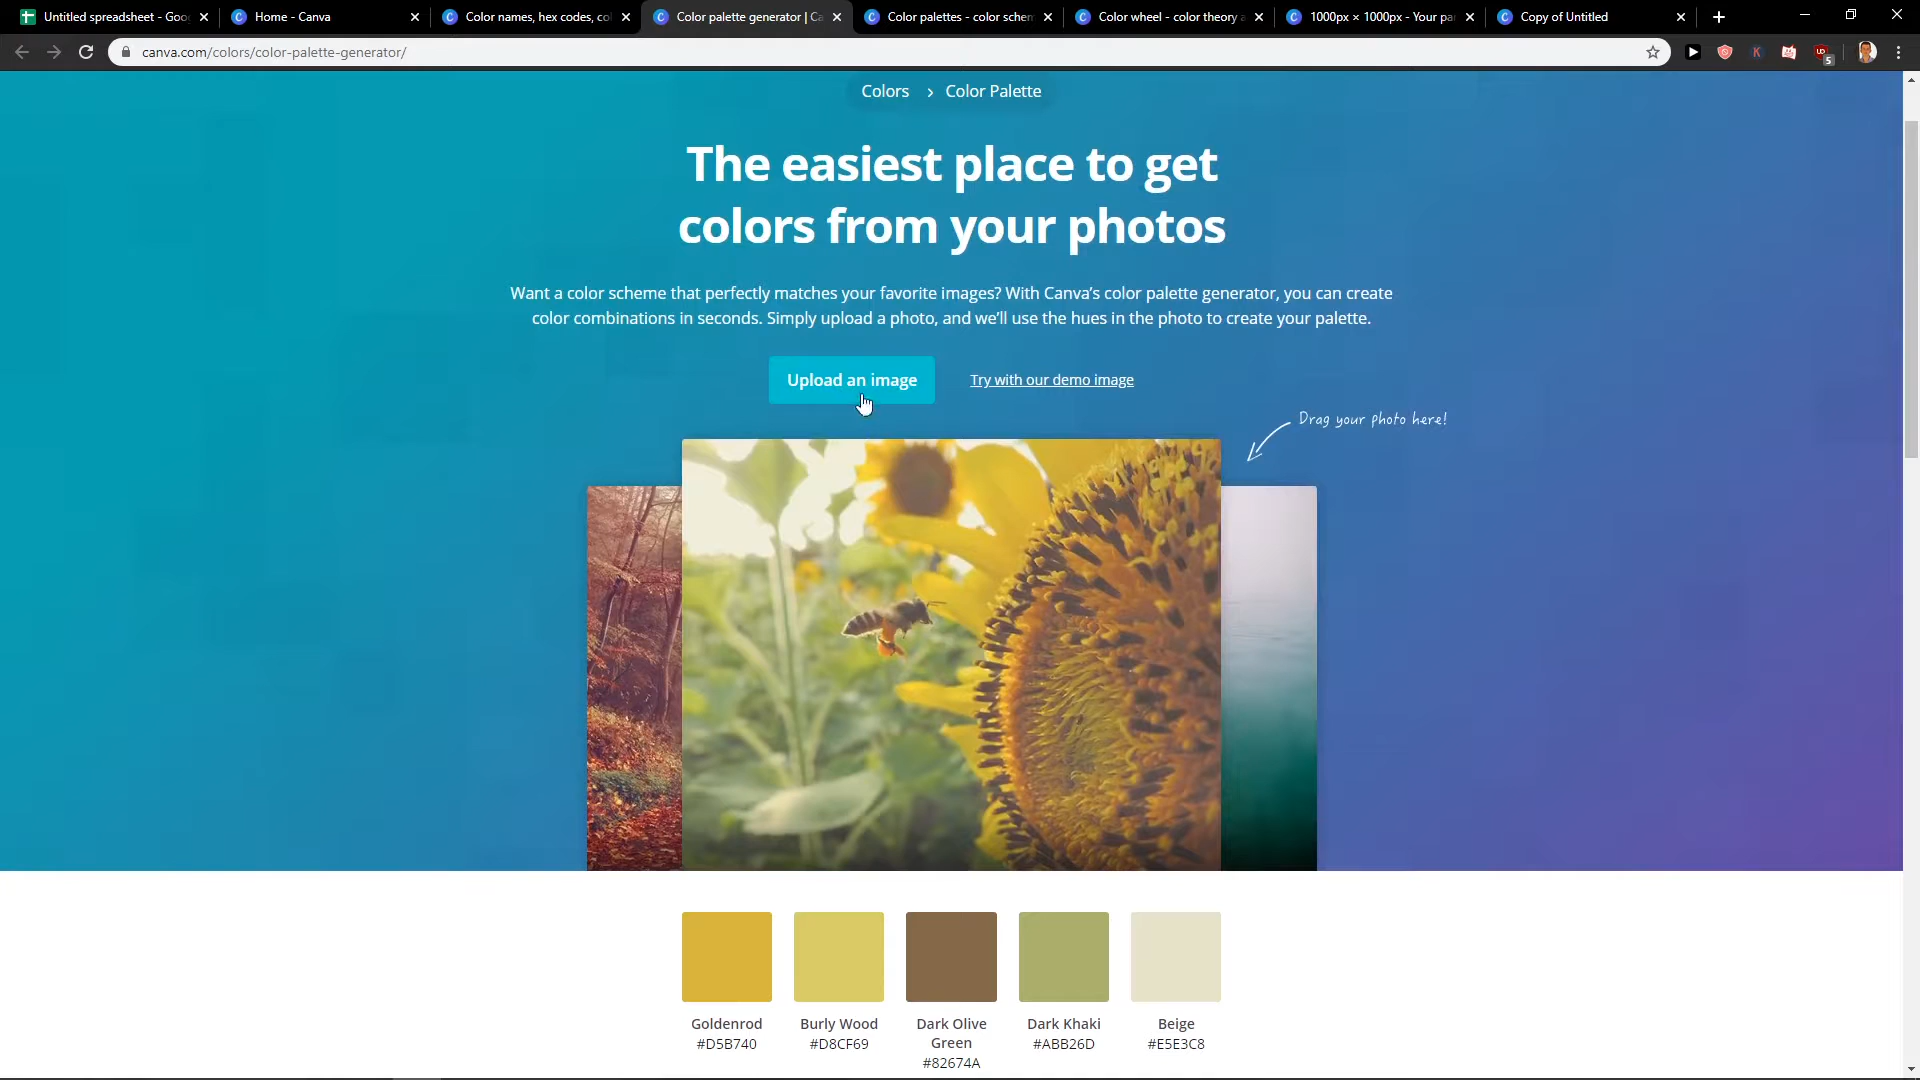 Untitled spreadsheet - Goo
Home - Canva
Color names, hex codes, co
Color palette generator | Ca
Color palettes - color schem
Color wheel - color theory a
1000px × 1000px - Your pa
Copy of Untitled
canva.com/colors/color-palette-generator/
K
UO
5
Colors › Color Palette
The easiest place to get
colors from your photos
Want a color scheme that perfectly matches your favorite images? With Canva's color palette generator, you can create
color combinations in seconds. Simply upload a photo, and we'll use the hues in the photo to create your palette.
Upload an image
Try with our demo image
Drag your photo here!
Goldenrod
#D5B740
Burly Wood
#D8CF69
Dark Olive
Green
#82674A
Dark Khaki
#ABB26D
Beige
#E5E3C8